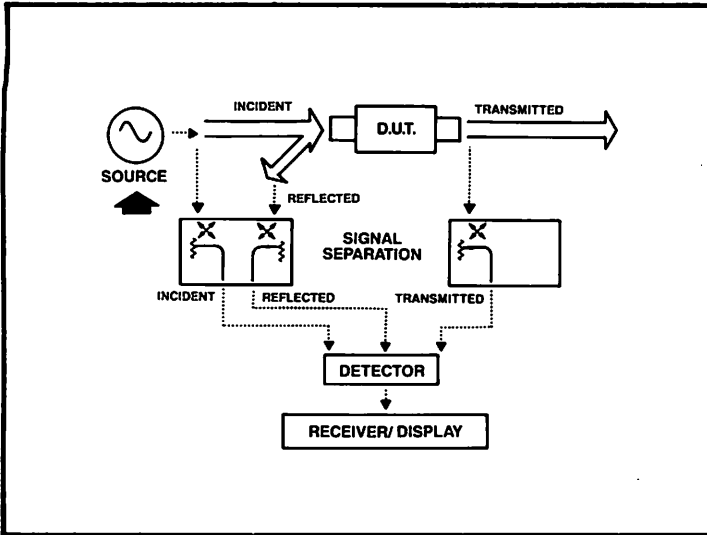 INCIDENT
TRANSMITTED
D.U.T.
SOURCE
REFLECTED
SIGNAL
SEPARATION
INCIDENT
REFLECTED
TRANSMITTED
DETECTOR
RECEIVER/ DISPLAY